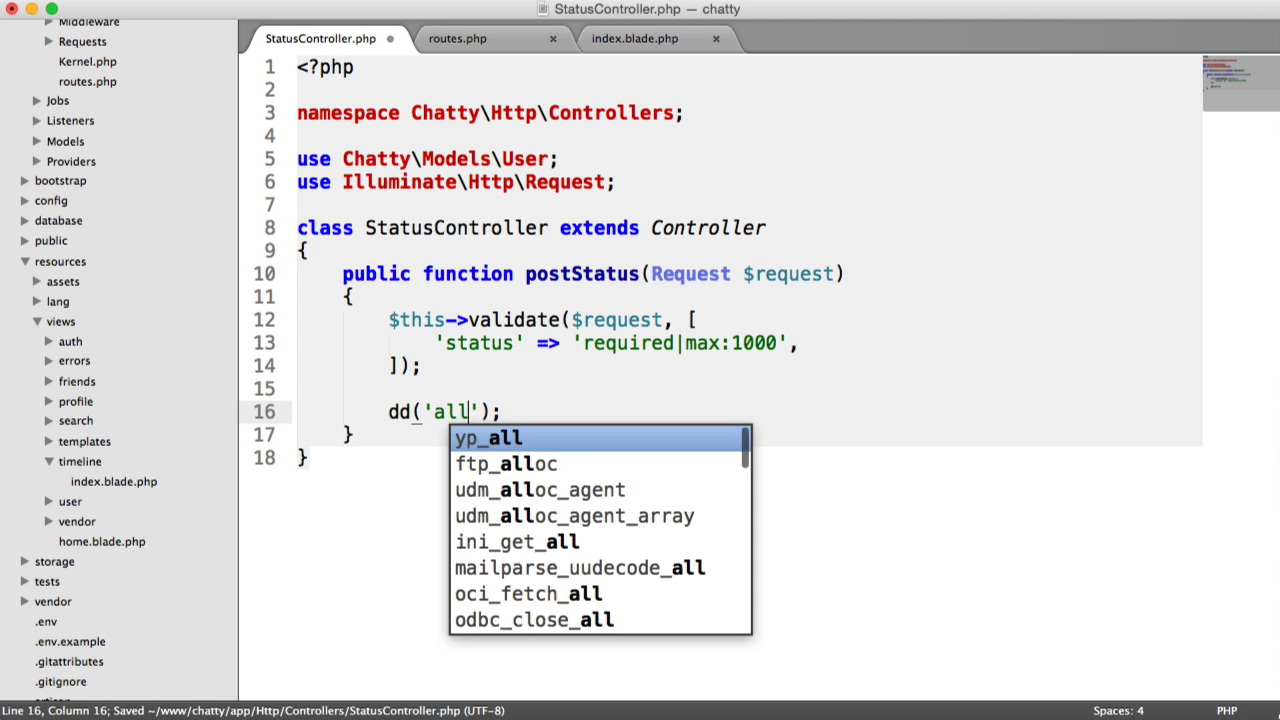 StatusController.php — chatty
Middleware
Requests
Kernel.php
routes.php
Jobs
Listeners
Models
Providers
bootstrap
config
database
public
resources
assets
lang
views
auth
errors
friends
profile
search
templates
timeline
index.blade.php
user
vendor
home.blade.php
storage
tests
vendor
.env
.env.example
.gitattributes
.gitignore
artisan
StatusController.php
routes.php
index.blade.php
1 <?php
2
3 namespace Chatty\Http\Controllers;
4
5 use Chatty\Models\User;
6 use Illuminate\Http\Request;
7
8 class StatusController extends Controller
9 {
10 public function postStatus(Request $request)
11 {
12 $this->validate($request, [
13 'status' => 'required|max:1000',
14 ]);
15
16 dd('all');
17 }
18 }
yp_all
ftp_alloc
udm_alloc_agent
udm_alloc_agent_array
ini_get_all
mailparse_uudecode_all
oci_fetch_all
odbc_close_all
Line 16, Column 16; Saved ~/www/chatty/app/Http/Controllers/StatusController.php (UTF-8)
Spaces: 4
PHP